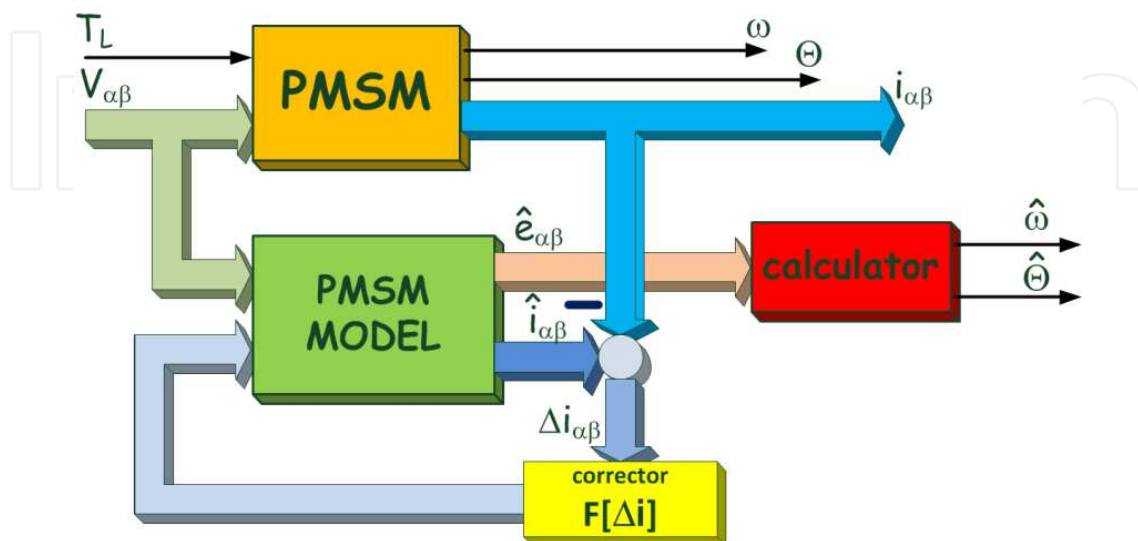 T_L
ω
Θ
V_αβ
PMSM
i_αβ
ê_αβ
ω̂
calculator
Θ̂
PMSM
MODEL
î_αβ
−
Δi_αβ
corrector
F[Δi]